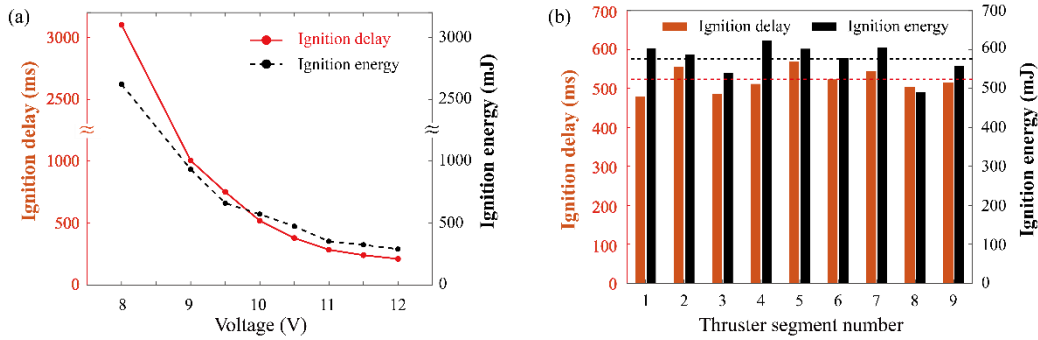 (a)
Ignition delay
Ignition energy
Ignition delay (ms)
3000
2500
1000
500
0
Ignition energy (mJ)
3000
2500
1000
500
0
8 9 10 11 12
Voltage (V)
(b)
Ignition delay Ignition energy
Ignition delay (ms)
700
600
500
400
300
200
100
0
Ignition energy (mJ)
700
600
500
400
300
200
100
0
1 2 3 4 5 6 7 8 9
Thruster segment number